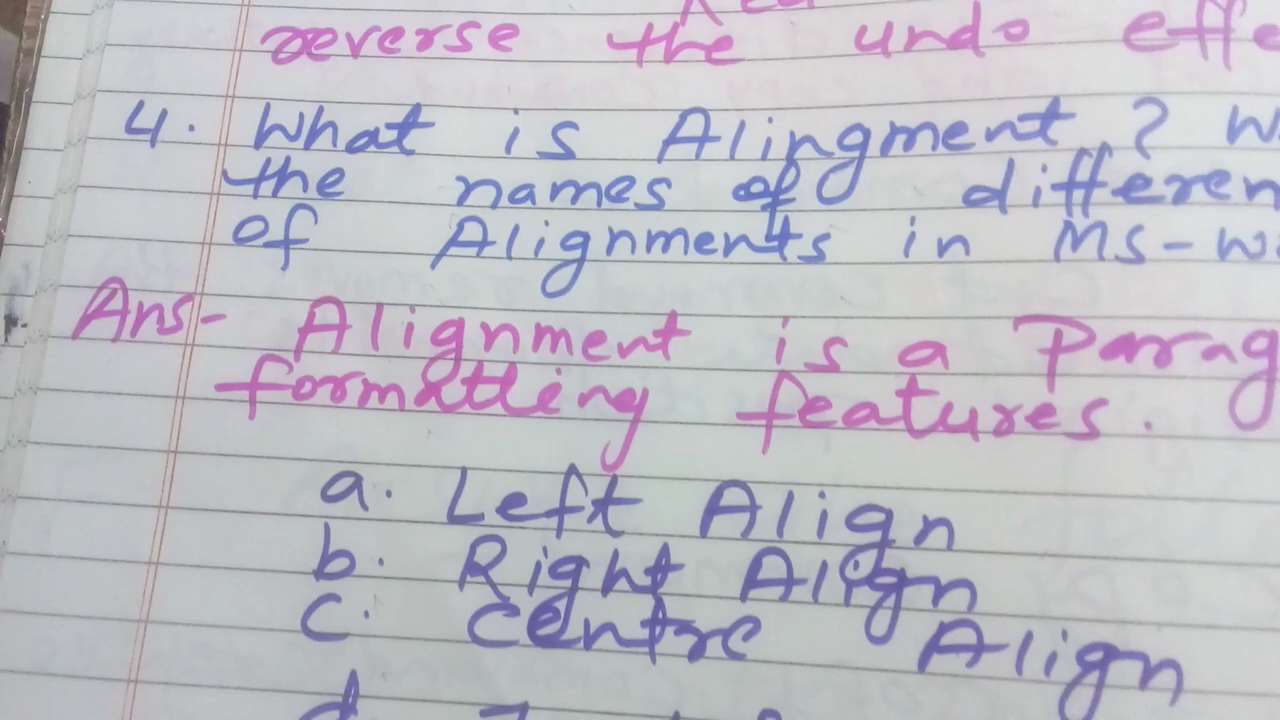 reverse the undo effe
4. What is Alingment ? W
the names of differen
of Alignments in MS-W
Ans- Alignment is a Parag
formatting features.
a. Left Align
b. Right Align
c. Centre Align
d.